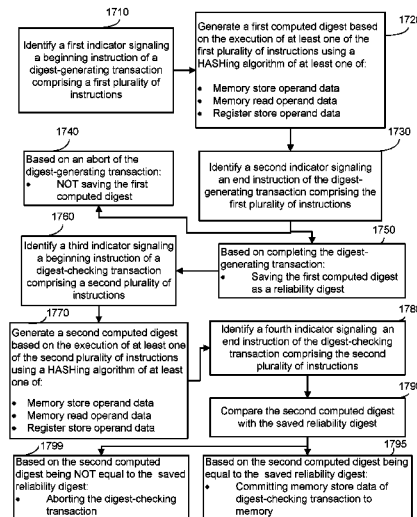 1710
Identify a first indicator signaling
a beginning instruction of a
digest-generating transaction
comprising a first plurality of
instructions
1720
Generate a first computed digest based
on the execution of at least one of the
first plurality of instructions using a
HASHing algorithm of at least one of:
• Memory store operand data
• Memory read operand data
• Register store operand data
1740
Based on an abort of the
digest-generating transaction:
• NOT saving the first
computed digest
1730
Identify a second indicator signaling
an end instruction of the digest-
generating transaction comprising the
first plurality of instructions
1760
Identify a third indicator signaling
a beginning instruction of a
digest-checking transaction
comprising a second plurality of
instructions
1750
Based on completing the digest-
generating transaction:
• Saving the first computed digest
as a reliability digest
1770
Generate a second computed digest
based on the execution of at least one
of the second plurality of instructions
using a HASHing algorithm of at least
one of:
• Memory store operand data
• Memory read operand data
• Register store operand data
1780
Identify a fourth indicator signaling an
end instruction of the digest-checking
transaction comprising the second
plurality of instructions
1790
Compare the second computed digest
with the saved reliability digest
1799
Based on the second computed
digest being NOT equal to the saved
reliability digest:
• Aborting the digest-checking
transaction
1795
Based on the second computed digest being
equal to the saved reliability digest:
• Committing memory store data of
digest-checking transaction to
memory